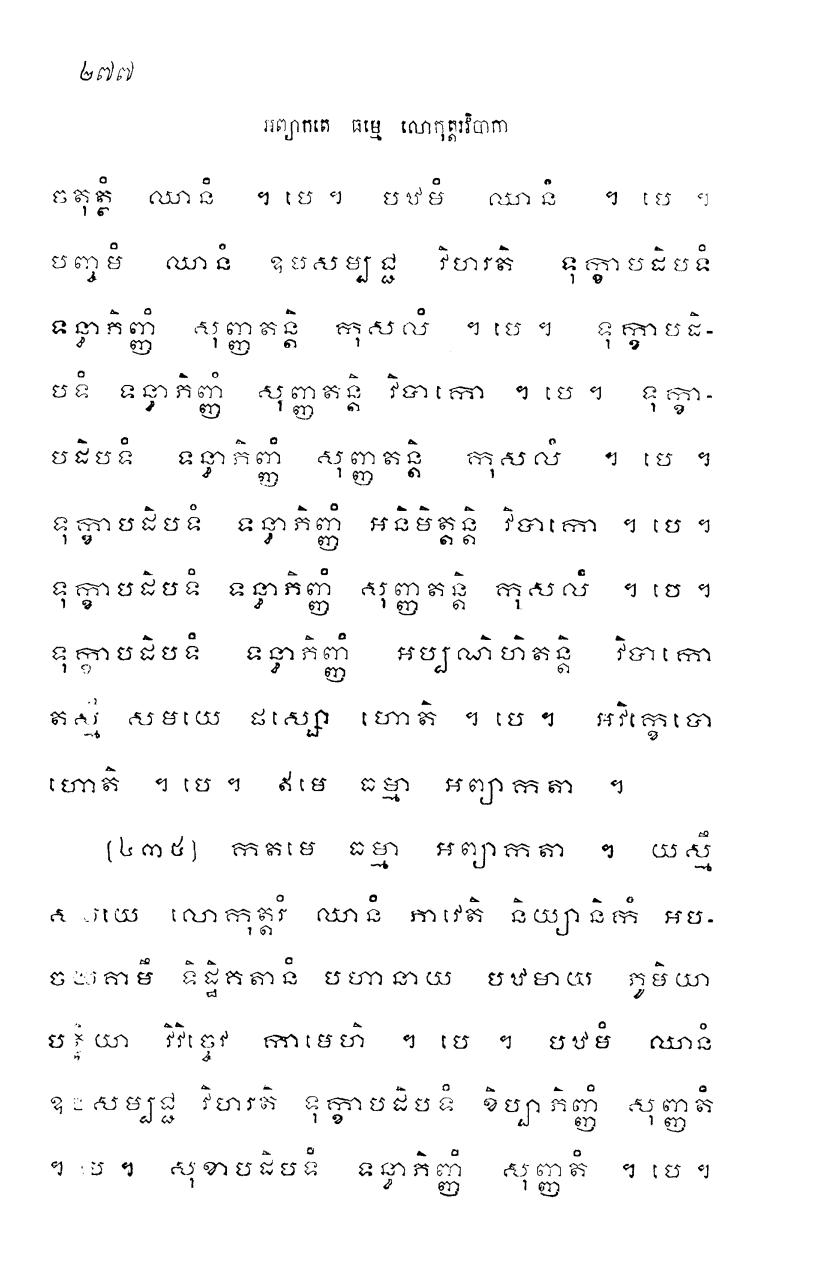 ២៧៧
អព្យាកតេ ធម្មេ លោកុត្តរវិបាកា
ចតុត្ថំ ឈានំ ។ បេ ។ បឋមំ ឈានំ ។ បេ ។
បញ្ចមំ ឈានំ ឧបសម្បជ្ជ វិហរតិ ទុក្ខាបដិបទំ
ទន្ធាភិញ្ញំ សុញ្ញតន្តិ កុសលំ ។ បេ ។ ទុក្ខាបដិ-
បទំ ទន្ធាភិញ្ញំ សុញ្ញតន្តិ វិបាកោ ។ បេ ។ ទុក្ខា-
បដិបទំ ទន្ធាភិញ្ញំ សុញ្ញតន្តិ កុសលំ ។ បេ ។
ទុក្ខាបដិបទំ ទន្ធាភិញ្ញំ អនិមិត្តន្តិ វិបាកោ ។ បេ ។
ទុក្ខាបដិបទំ ទន្ធាភិញ្ញំ សុញ្ញតន្តិ កុសលំ ។ បេ ។
ទុក្ខាបដិបទំ ទន្ធាភិញ្ញំ អប្បណិហិតន្តិ វិបាកោ
តស្មឹ សមយេ ផស្សោ ហោតិ ។ បេ ។ អវិក្ខេបោ
ហោតិ ។ បេ ។ ឥមេ ធម្មា អព្យាកតា ។
(៤៣៥) កតមេ ធម្មា អព្យាកតា ។ យស្មឹ
សមយេ លោកុត្តរំ ឈានំ ភាវេតិ និយ្យានិកំ អប-
ចយគាមឹ ទិដ្ឋិគតានំ បហានាយ បឋមាយ ភូមិយា
បត្តិយា វិវិច្ចេវ កាមេហិ ។ បេ ។ បឋមំ ឈានំ
ឧបសម្បជ្ជ វិហរតិ ទុក្ខាបដិបទំ ខិប្បាភិញ្ញំ សុញ្ញតំ
។ បេ ។ សុខាបដិបទំ ទន្ធាភិញ្ញំ សុញ្ញតំ ។ បេ ។